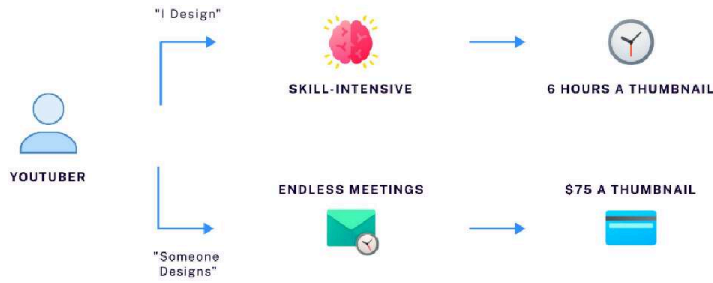 "I Design"
SKILL-INTENSIVE
6 HOURS A THUMBNAIL
YOUTUBER
ENDLESS MEETINGS
$75 A THUMBNAIL
"Someone
Designs"